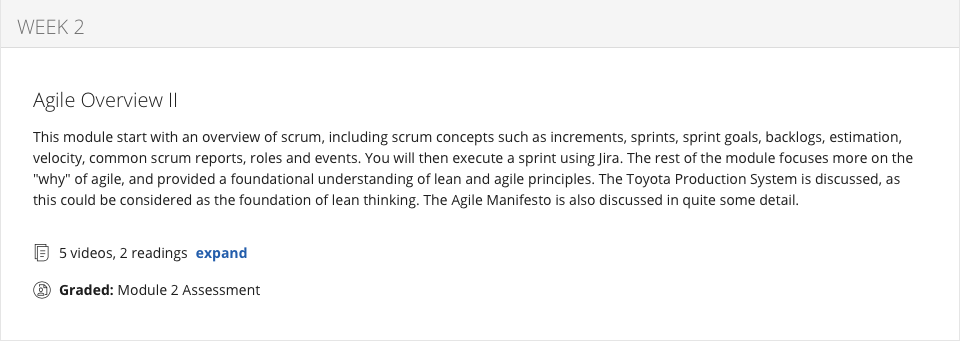 WEEK 2
Agile Overview II
This module start with an overview of scrum, including scrum concepts such as increments, sprints, sprint goals, backlogs, estimation,
velocity, common scrum reports, roles and events. You will then execute a sprint using Jira. The rest of the module focuses more on the
"why" of agile, and provided a foundational understanding of lean and agile principles. The Toyota Production System is discussed, as
this could be considered as the foundation of lean thinking. The Agile Manifesto is also discussed in quite some detail.
5 videos, 2 readings expand
Graded: Module 2 Assessment